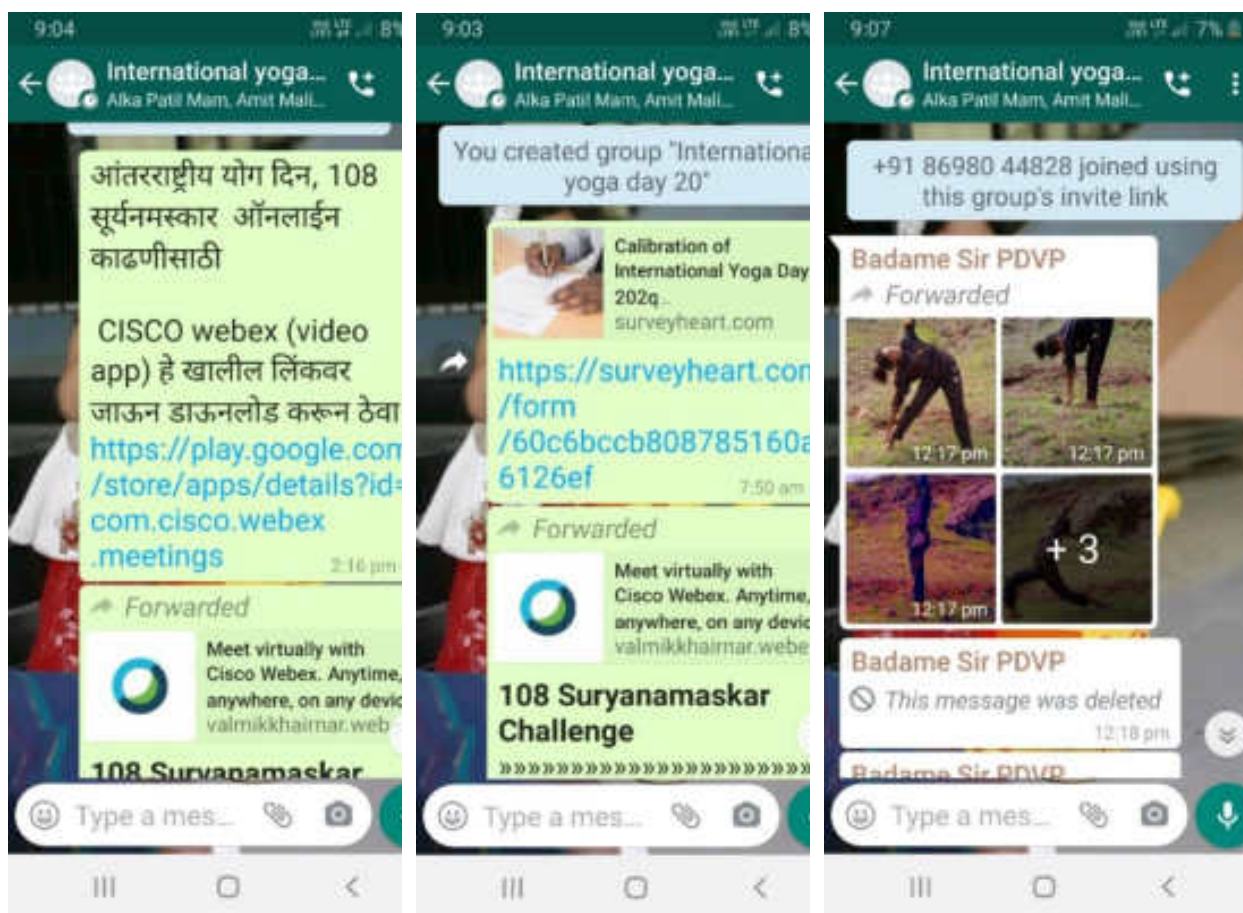 9:04
8%
International yoga...
Alka Patil Mam, Amit Mali...
आंतरराष्ट्रीय योग दिन, 108
सूर्यनमस्कार ऑनलाईन
काढणीसाठी
CISCO webex (video
app) हे खालील लिंकवर
जाऊन डाऊनलोड करून ठेवा
https://play.google.com
/store/apps/details?id=
com.cisco.webex
.meetings
2:16 pm
Forwarded
Meet virtually with
Cisco Webex. Anytime,
anywhere, on any devic
valmikkhairnar.web
108 Suryanamaskar
Type a mes...
9:03
8%
International yoga...
Alka Patil Mam, Amit Mali...
You created group "Internationa
yoga day 20"
Calibration of
International Yoga Day
202q
surveyheart.com
https://surveyheart.com
/form
/60c6bccb808785160a
6126ef
7:50 am
Forwarded
Meet virtually with
Cisco Webex. Anytime,
anywhere, on any devic
valmikkhairnar.webe
108 Suryanamaskar
Challenge
»»»»»»»»»»»»»»»»»»»»»
Type a mes...
9:07
7%
International yoga...
Alka Patil Mam, Amit Mali...
+91 86980 44828 joined using
this group's invite link
Badame Sir PDVP
Forwarded
12:17 pm
12:17 pm
12:17 pm
+ 3
Badame Sir PDVP
This message was deleted
12:18 pm
Badame Sir PDVP
Type a mes...